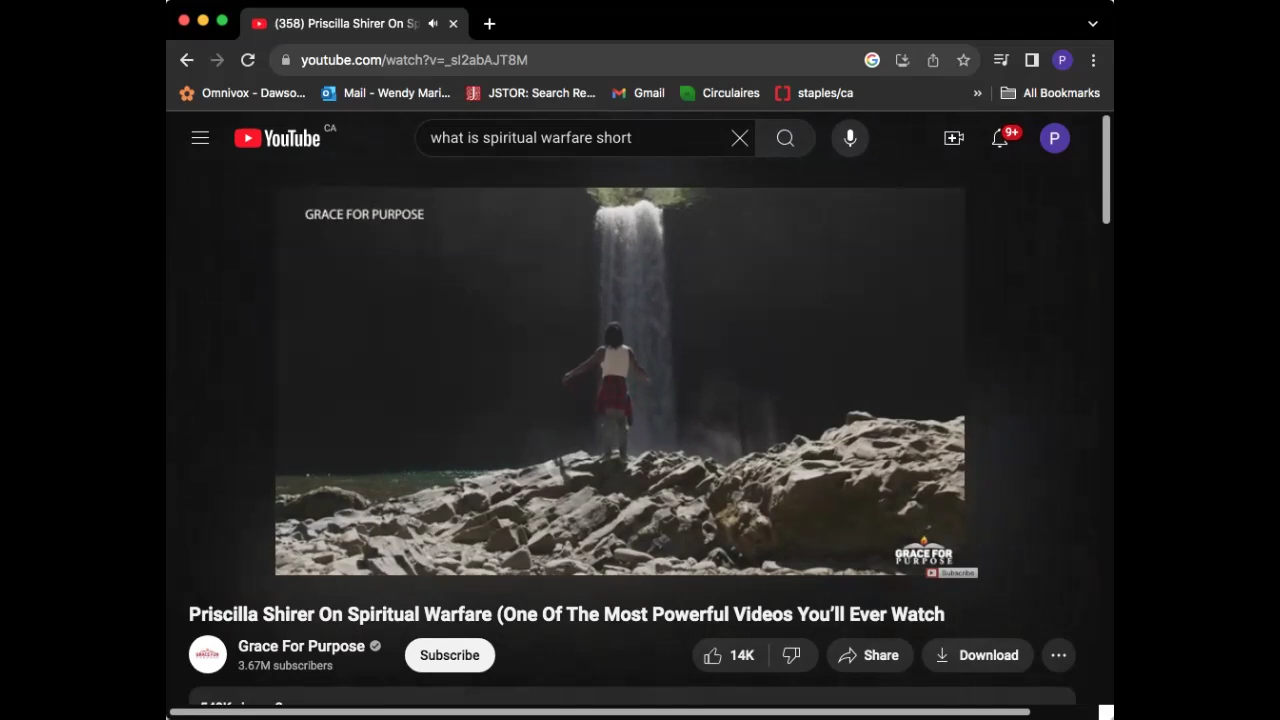 (358) Priscilla Shirer On Sp
youtube.com/watch?v=_sI2abAJT8M
Omnivox - Dawso... Mail - Wendy Mari... JSTOR: Search Re... Gmail Circulaires staples/ca » All Bookmarks
YouTube CA
what is spiritual warfare short
9+
P
P
GRACE FOR PURPOSE
GRACE FOR
PURPOSE
Subscribe
Priscilla Shirer On Spiritual Warfare (One Of The Most Powerful Videos You'll Ever Watch
Grace For Purpose
3.67M subscribers
Subscribe
14K
Share
Download